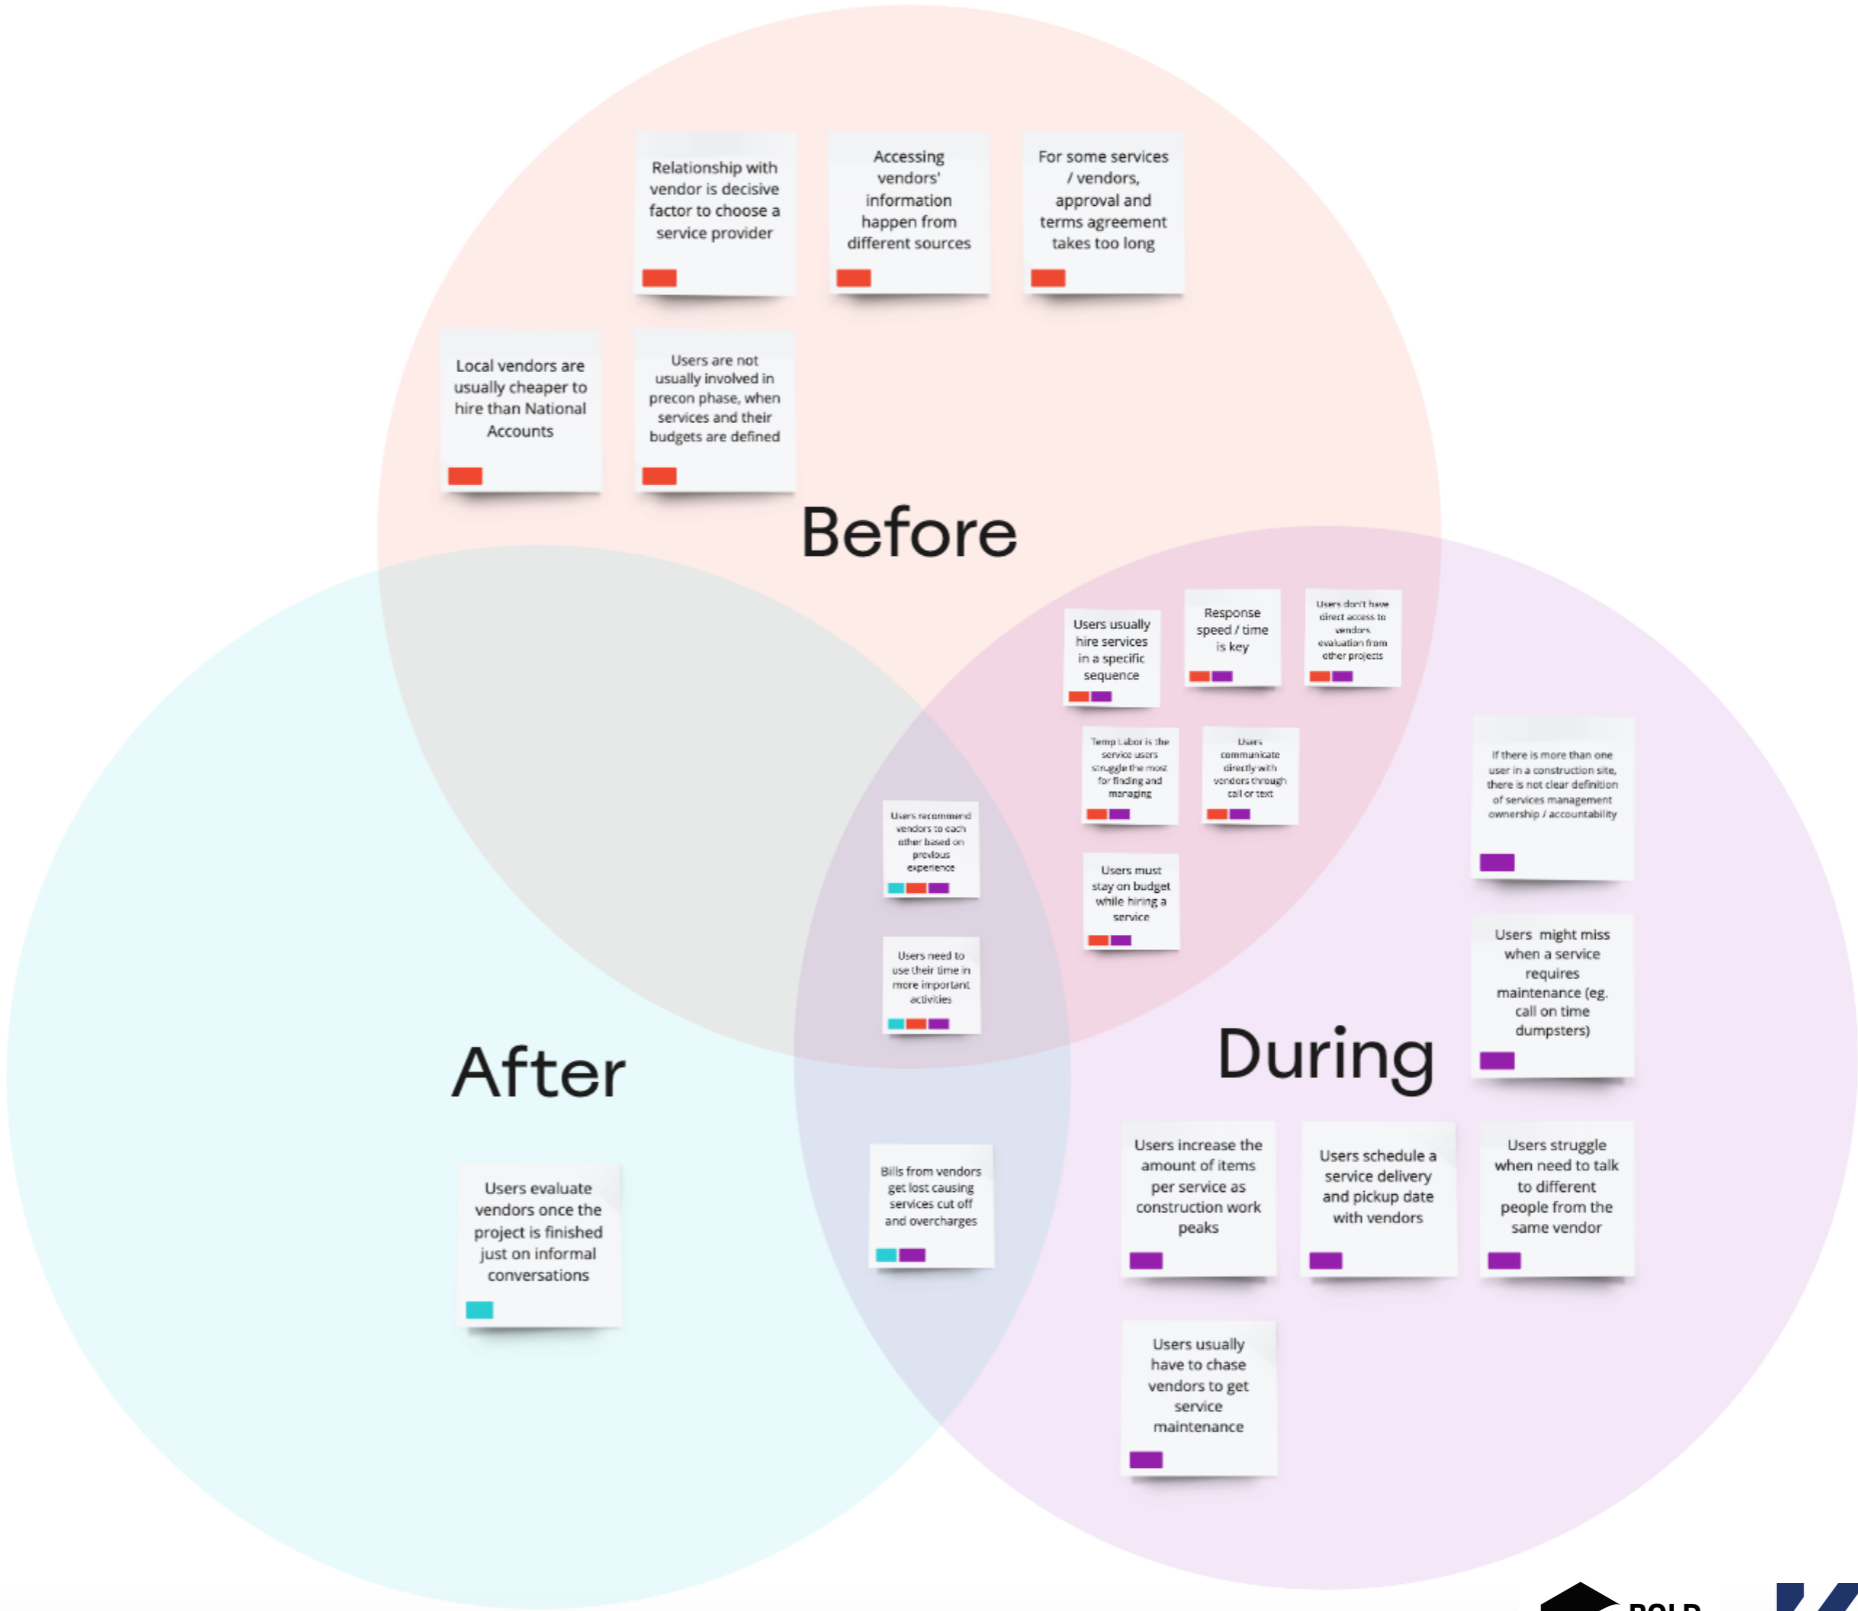 Relationship with
vendor is decisive
factor to choose a
service provider
Accessing
vendors'
information
happen from
different sources
For some services
/ vendors,
approval and
terms agreement
takes too long
Local vendors are
usually cheaper to
hire than National
Accounts
Users are not
usually involved in
precon phase, when
services and their
budgets are defined
Before
Users usually
hire services
in a specific
sequence
Response
speed / time
is key
Users don't have
direct access to
vendors
evaluation from
other projects
Temp Labor is the
service users
struggle the most
for finding and
managing
Users
communicate
directly with
vendors through
call or text
Users must
stay on budget
while hiring a
service
Users recommend
vendors to each
other based on
previous
experience
Users need to
use their time in
more important
activities
If there is more than one
user in a construction site,
there is not clear definition
of services management
ownership / accountability
Users might miss
when a service
requires
maintenance (eg.
call on time
dumpsters)
After
During
Users evaluate
vendors once the
project is finished
just on informal
conversations
Bills from vendors
get lost causing
services cut off
and overcharges
Users increase the
amount of items
per service as
construction work
peaks
Users schedule a
service delivery
and pickup date
with vendors
Users struggle
when need to talk
to different
people from the
same vendor
Users usually
have to chase
vendors to get
service
maintenance